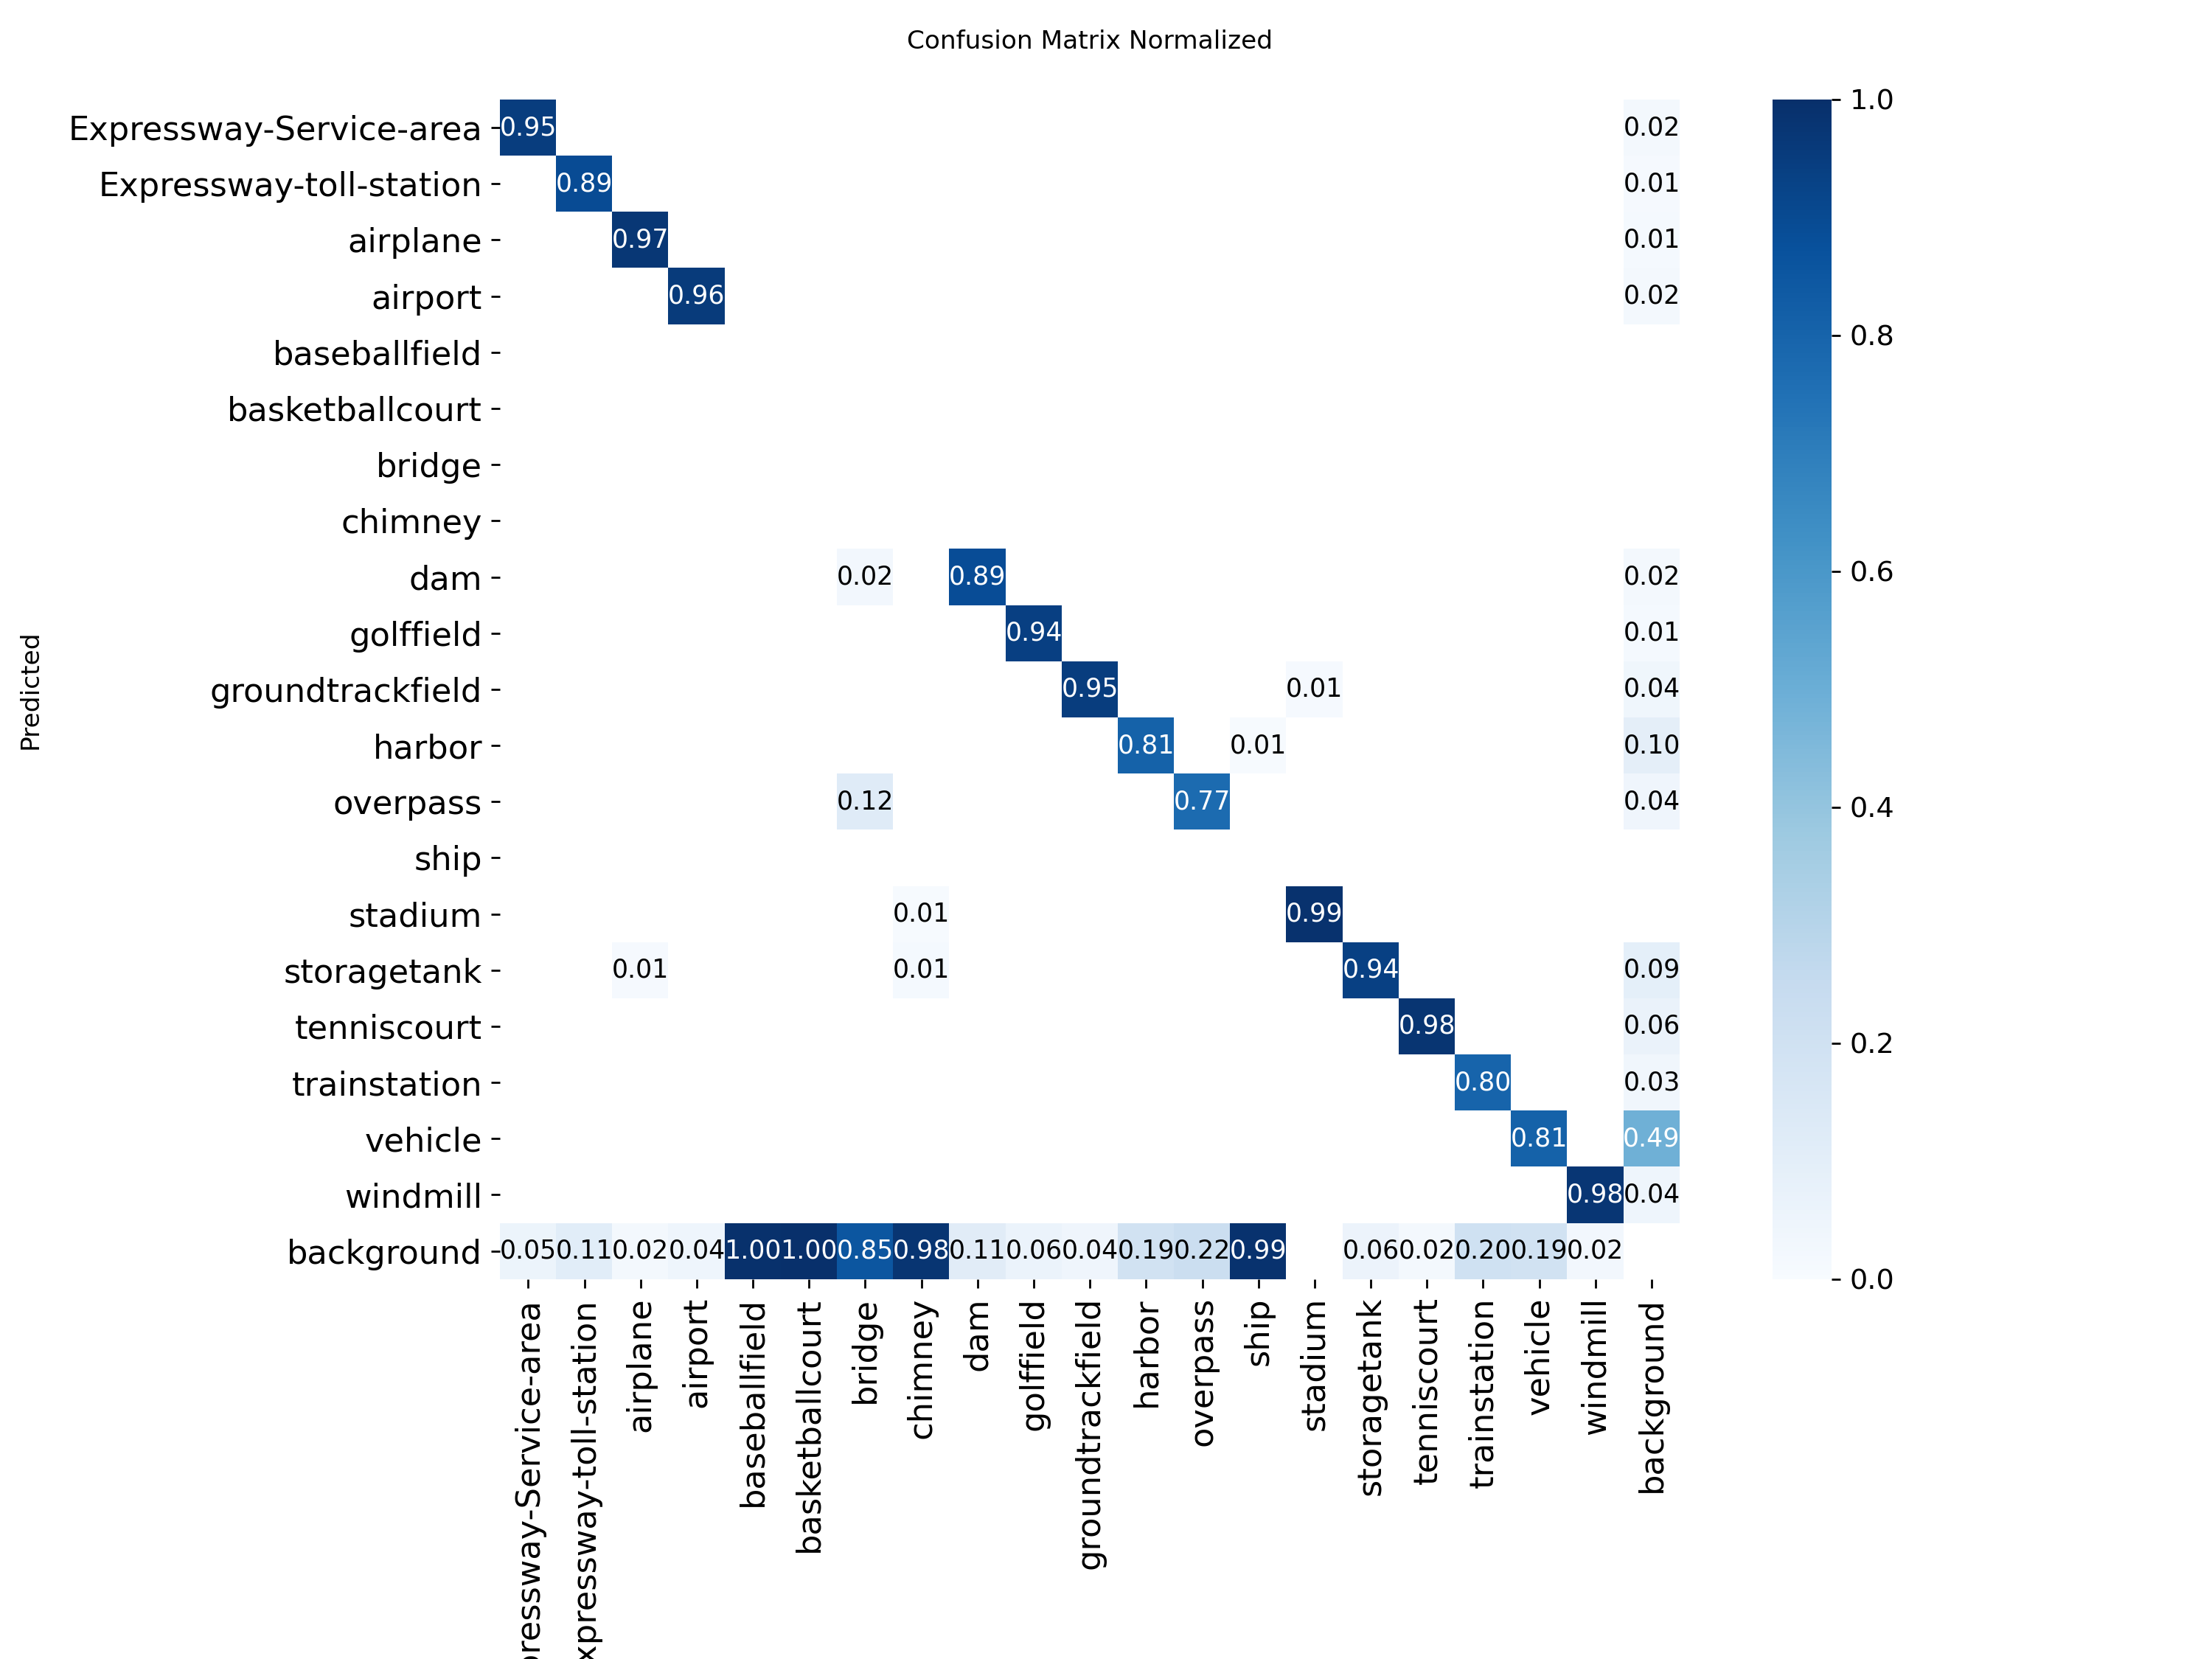 Confusion Matrix Normalized
Expressway-Service-area 0.95 0.02 1.0
Expressway-toll-station 0.89 0.01
airplane 0.97 0.01
airport 0.96 0.02
0.8
baseballfield
basketballcourt
bridge
chimney
dam 0.02 0.89 0.02 0.6
golffield 0.94 0.01
Predicted
groundtrackfield 0.95 0.01 0.04
harbor 0.81 0.01 0.10
overpass 0.12 0.77 0.04 0.4
ship
stadium 0.01 0.99
storagetank 0.01 0.01 0.94 0.09
tenniscourt 0.98 0.06
0.2
trainstation 0.80 0.03
vehicle 0.81 0.49
windmill 0.98 0.04
background 0.05 0.11 0.02 0.04 1.00 1.00 0.85 0.98 0.11 0.06 0.04 0.19 0.22 0.99 0.06 0.02 0.20 0.19 0.02 0.0
pressway-Service-area
xpressway-toll-station
airplane
airport
baseballfield
basketballcourt
bridge
chimney
dam
golffield
groundtrackfield
harbor
overpass
ship
stadium
storagetank
tenniscourt
trainstation
vehicle
windmill
background